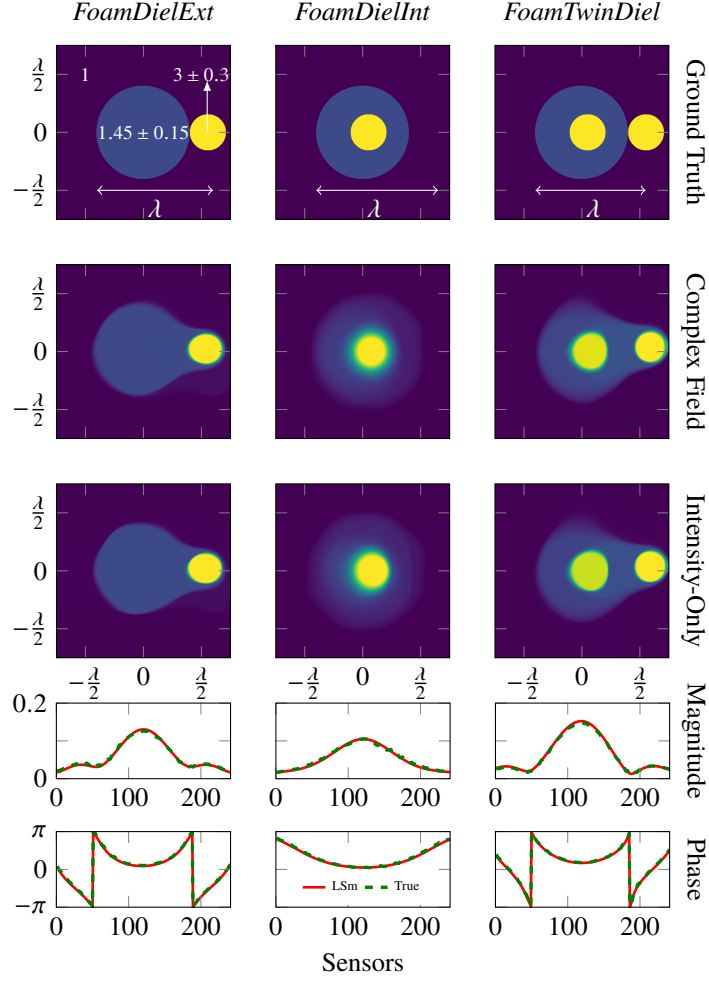 FoamDielExt FoamDielInt FoamTwinDiel
λ/2 1 3 ± 0.3
0 1.45 ± 0.15
−λ/2 λ λ λ
Ground Truth
λ/2
0
−λ/2
Complex Field
λ/2
0
−λ/2
Intensity-Only
−λ/2 0 λ/2 −λ/2 0 λ/2 −λ/2 0 λ/2
0.2
0
0 100 200 0 100 200 0 100 200
Magnitude
π
0
−π
LSm True
0 100 200 0 100 200 0 100 200
Phase
Sensors